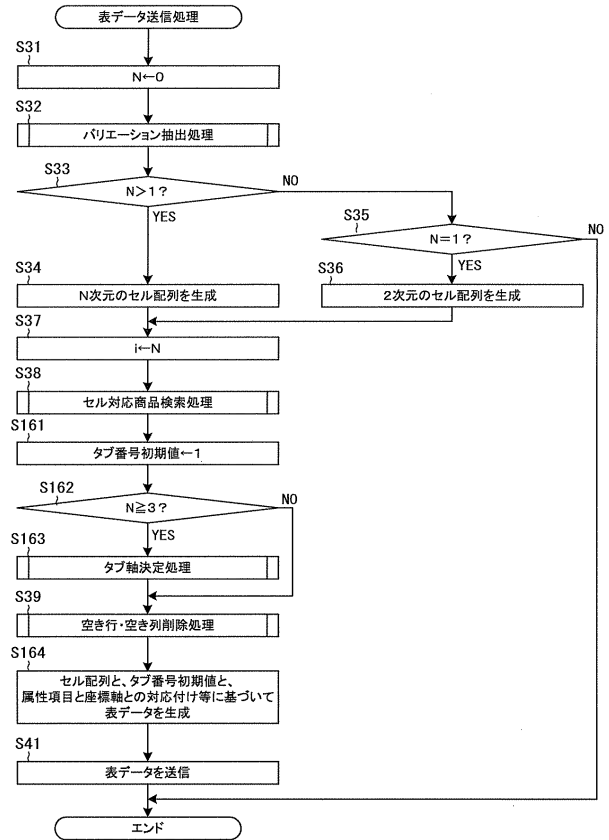 表データ送信処理
S31
N←0
S32
バリエーション抽出処理
S33
N>1?
NO
YES
S35
N=1?
NO
YES
S34
N次元のセル配列を生成
S36
2次元のセル配列を生成
S37
i←N
S38
セル対応商品検索処理
S161
タブ番号初期値←1
S162
N≧3?
NO
YES
S163
タブ軸決定処理
S39
空き行・空き列削除処理
S164
セル配列と、タブ番号初期値と、
属性項目と座標軸との対応付け等に基づいて
表データを生成
S41
表データを送信
エンド